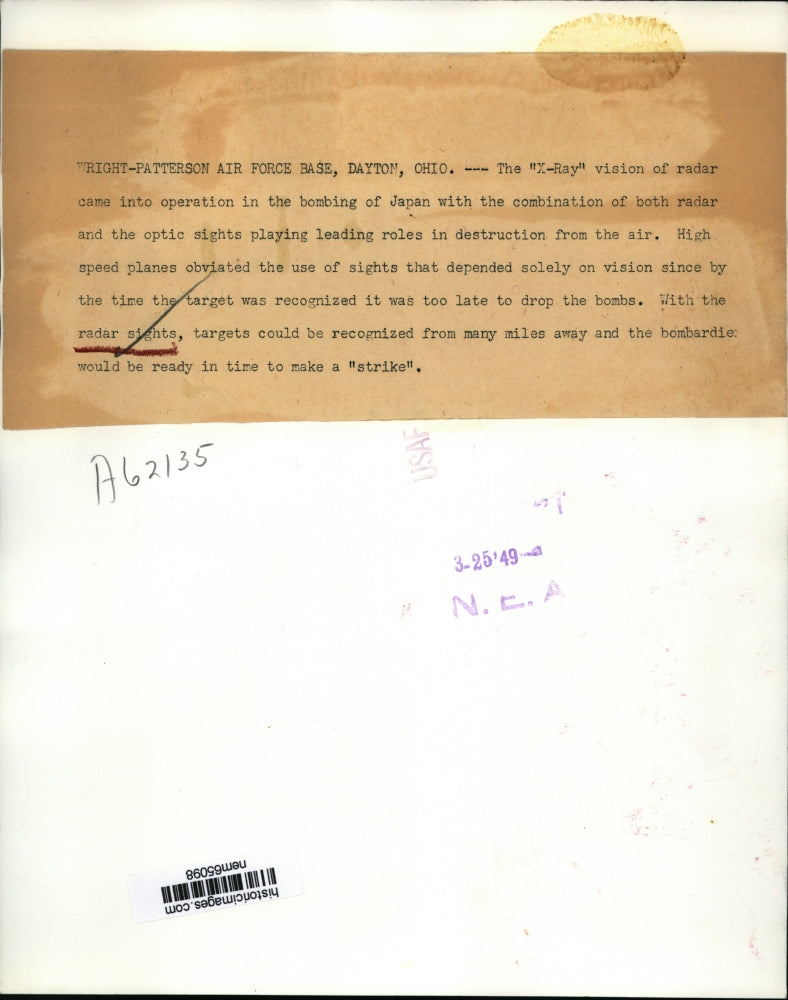 WRIGHT-PATTERSON AIR FORCE BASE, DAYTON, OHIO. --- The "X-Ray" vision of radar
came into operation in the bombing of Japan with the combination of both radar
and the optic sights playing leading roles in destruction from the air. High
speed planes obviated the use of sights that depended solely on vision since by
the time the target was recognized it was too late to drop the bombs. With the
radar sights, targets could be recognized from many miles away and the bombardie:
would be ready in time to make a "strike".
A62135
USAF
3-25'49
N. E. A
historicimages.com
nem65098